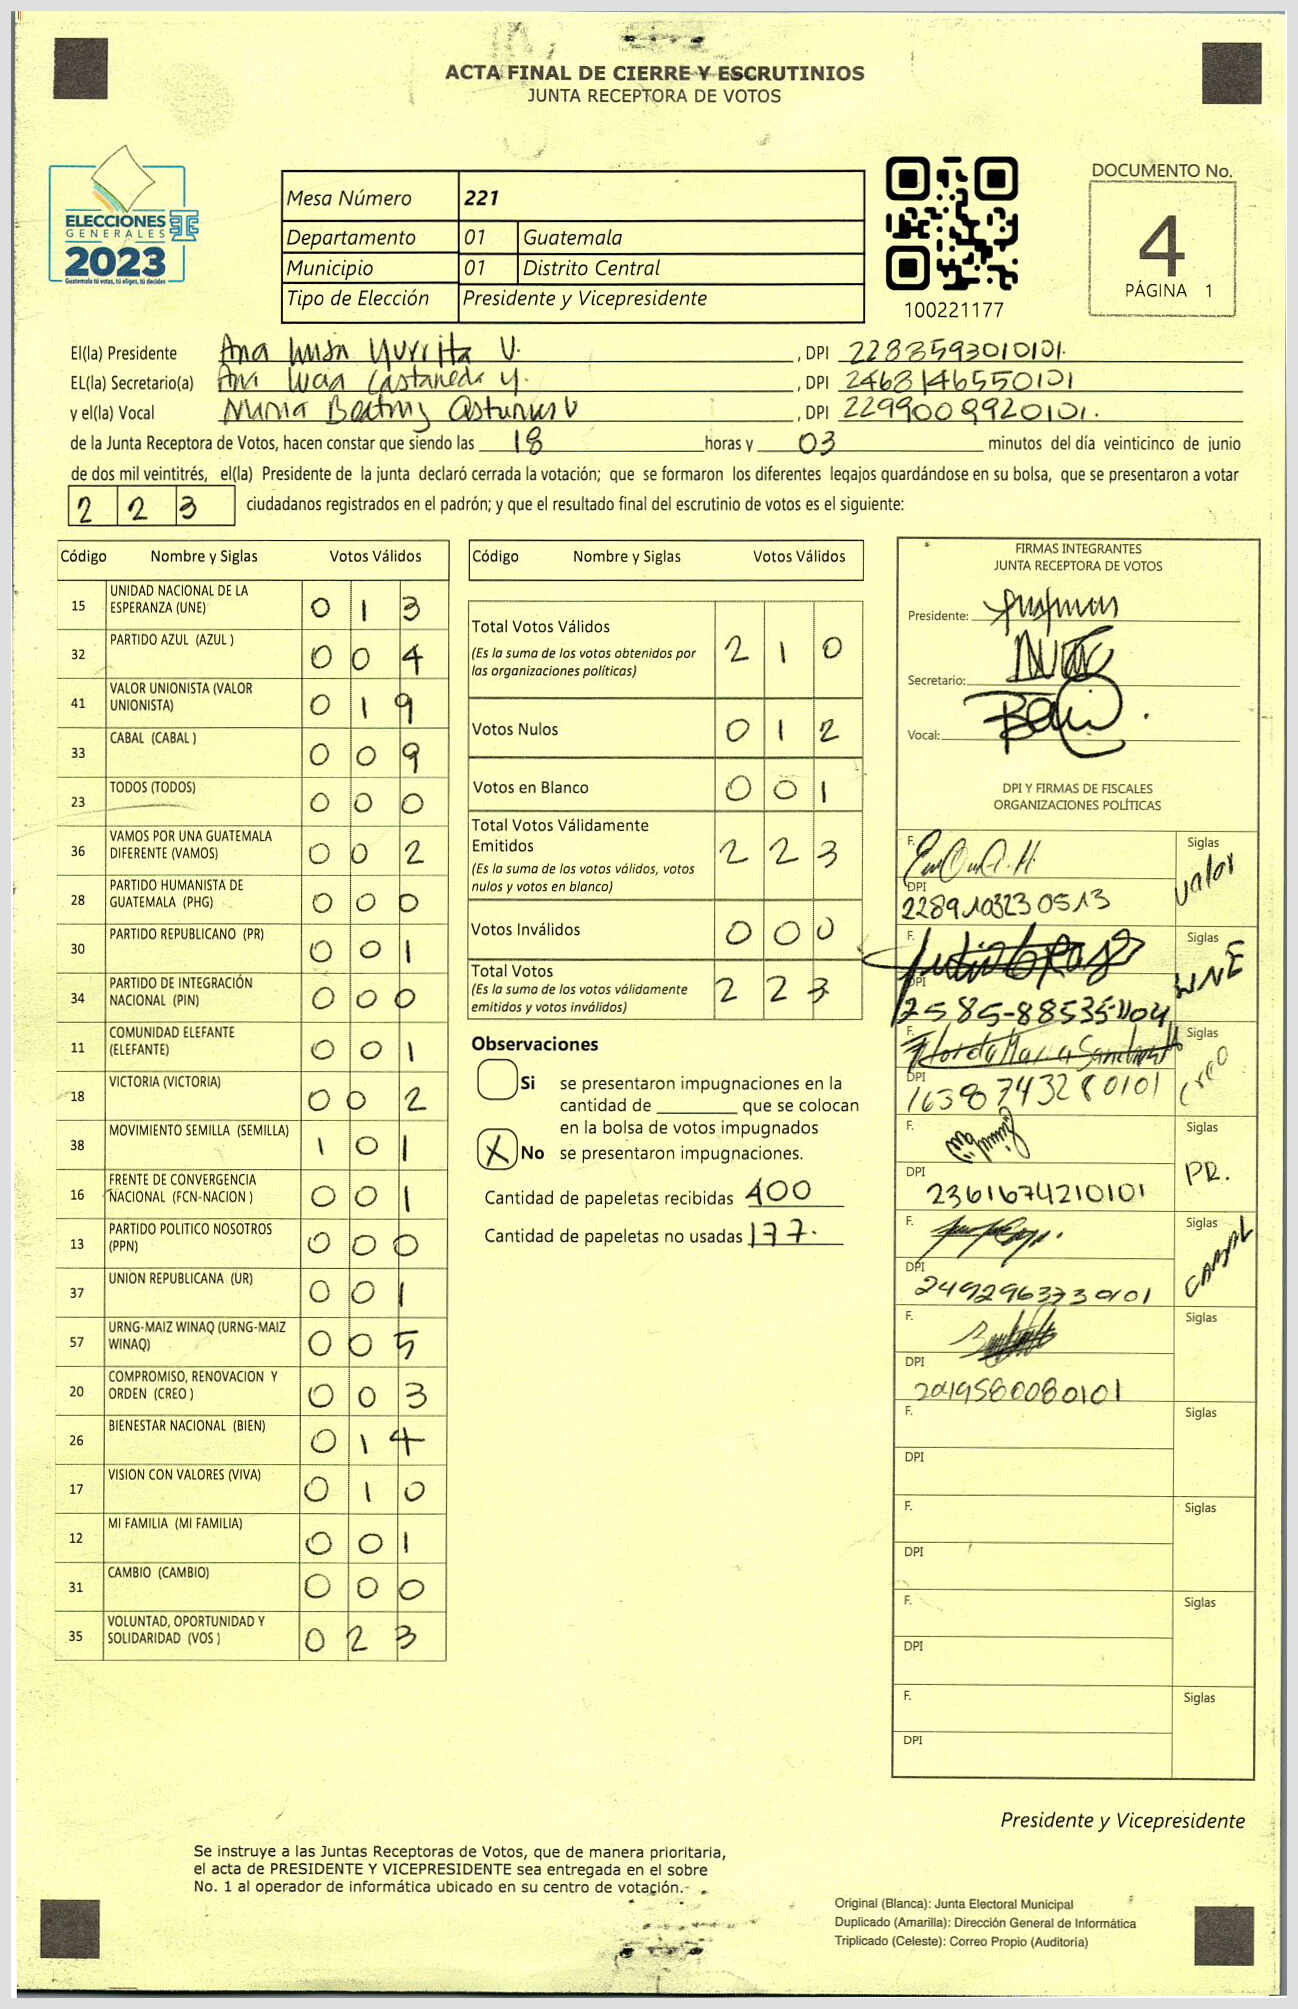 ACTA FINAL DE CIERRE Y ESCRUTINIOS
JUNTA RECEPTORA DE VOTOS
ELECCIONES
GENERALES
2023
Guatemala tú votas, tú eliges, tú decides
Mesa Número 221
Departamento 01 Guatemala
Municipio 01 Distrito Central
Tipo de Elección Presidente y Vicepresidente
100221177
DOCUMENTO No.
4
PÁGINA 1
El(la) Presidente Ana Luisa Yurrita V. , DPI 2283593010101.
EL(la) Secretario(a) Ana Lucia Castaneda Y. , DPI 2463146550101
y el(la) Vocal Maria Beatriz Asturias V , DPI 2299009920101.
de la Junta Receptora de Votos, hacen constar que siendo las 18 horas y 03 minutos del día veinticinco de junio
de dos mil veintitrés, el(la) Presidente de la junta declaró cerrada la votación; que se formaron los diferentes legajos guardándose en su bolsa, que se presentaron a votar
2 2 3 ciudadanos registrados en el padrón; y que el resultado final del escrutinio de votos es el siguiente:
Código Nombre y Siglas Votos Válidos
15 UNIDAD NACIONAL DE LA ESPERANZA (UNE) 0 1 3
32 PARTIDO AZUL (AZUL ) 0 0 4
41 VALOR UNIONISTA (VALOR UNIONISTA) 0 1 9
33 CABAL (CABAL ) 0 0 9
23 TODOS (TODOS) 0 0 0
36 VAMOS POR UNA GUATEMALA DIFERENTE (VAMOS) 0 0 2
28 PARTIDO HUMANISTA DE GUATEMALA (PHG) 0 0 0
30 PARTIDO REPUBLICANO (PR) 0 0 1
34 PARTIDO DE INTEGRACIÓN NACIONAL (PIN) 0 0 0
11 COMUNIDAD ELEFANTE (ELEFANTE) 0 0 1
18 VICTORIA (VICTORIA) 0 0 2
38 MOVIMIENTO SEMILLA (SEMILLA) 1 0 1
16 FRENTE DE CONVERGENCIA NACIONAL (FCN-NACION ) 0 0 1
13 PARTIDO POLITICO NOSOTROS (PPN) 0 0 0
37 UNION REPUBLICANA (UR) 0 0 1
57 URNG-MAIZ WINAQ (URNG-MAIZ WINAQ) 0 0 5
20 COMPROMISO, RENOVACION Y ORDEN (CREO ) 0 0 3
26 BIENESTAR NACIONAL (BIEN) 0 1 4
17 VISION CON VALORES (VIVA) 0 1 0
12 MI FAMILIA (MI FAMILIA) 0 0 1
31 CAMBIO (CAMBIO) 0 0 0
35 VOLUNTAD, OPORTUNIDAD Y SOLIDARIDAD (VOS ) 0 2 3
Código Nombre y Siglas Votos Válidos
Total Votos Válidos 2 1 0
(Es la suma de los votos obtenidos por
las organizaciones políticas)
Votos Nulos 0 1 2
Votos en Blanco 0 0 1
Total Votos Válidamente
Emitidos 2 2 3
(Es la suma de los votos válidos, votos
nulos y votos en blanco)
Votos Inválidos 0 0 0
Total Votos
(Es la suma de los votos válidamente 2 2 3
emitidos y votos inválidos)
Observaciones
Si se presentaron impugnaciones en la
cantidad de ________ que se colocan
en la bolsa de votos impugnados
X No se presentaron impugnaciones.
Cantidad de papeletas recibidas 400
Cantidad de papeletas no usadas 177.
FIRMAS INTEGRANTES
JUNTA RECEPTORA DE VOTOS
Presidente:
Secretario:
Vocal:
DPI Y FIRMAS DE FISCALES
ORGANIZACIONES POLÍTICAS
F. Siglas Valor
DPI
2289103230513
F. Siglas UNE
DPI
2585-88535-1104
F. Siglas Creo
DPI
1638743280101
F. Siglas PR.
DPI
2361674210101
F. Siglas CABAL
DPI
2492963730101
F. Siglas
DPI
2049580080101
F. Siglas
DPI
F. Siglas
DPI
F. Siglas
DPI
F. Siglas
DPI
Presidente y Vicepresidente
Se instruye a las Juntas Receptoras de Votos, que de manera prioritaria,
el acta de PRESIDENTE Y VICEPRESIDENTE sea entregada en el sobre
No. 1 al operador de informática ubicado en su centro de votación.
Original (Blanca): Junta Electoral Municipal
Duplicado (Amarilla): Dirección General de Informática
Triplicado (Celeste): Correo Propio (Auditoría)